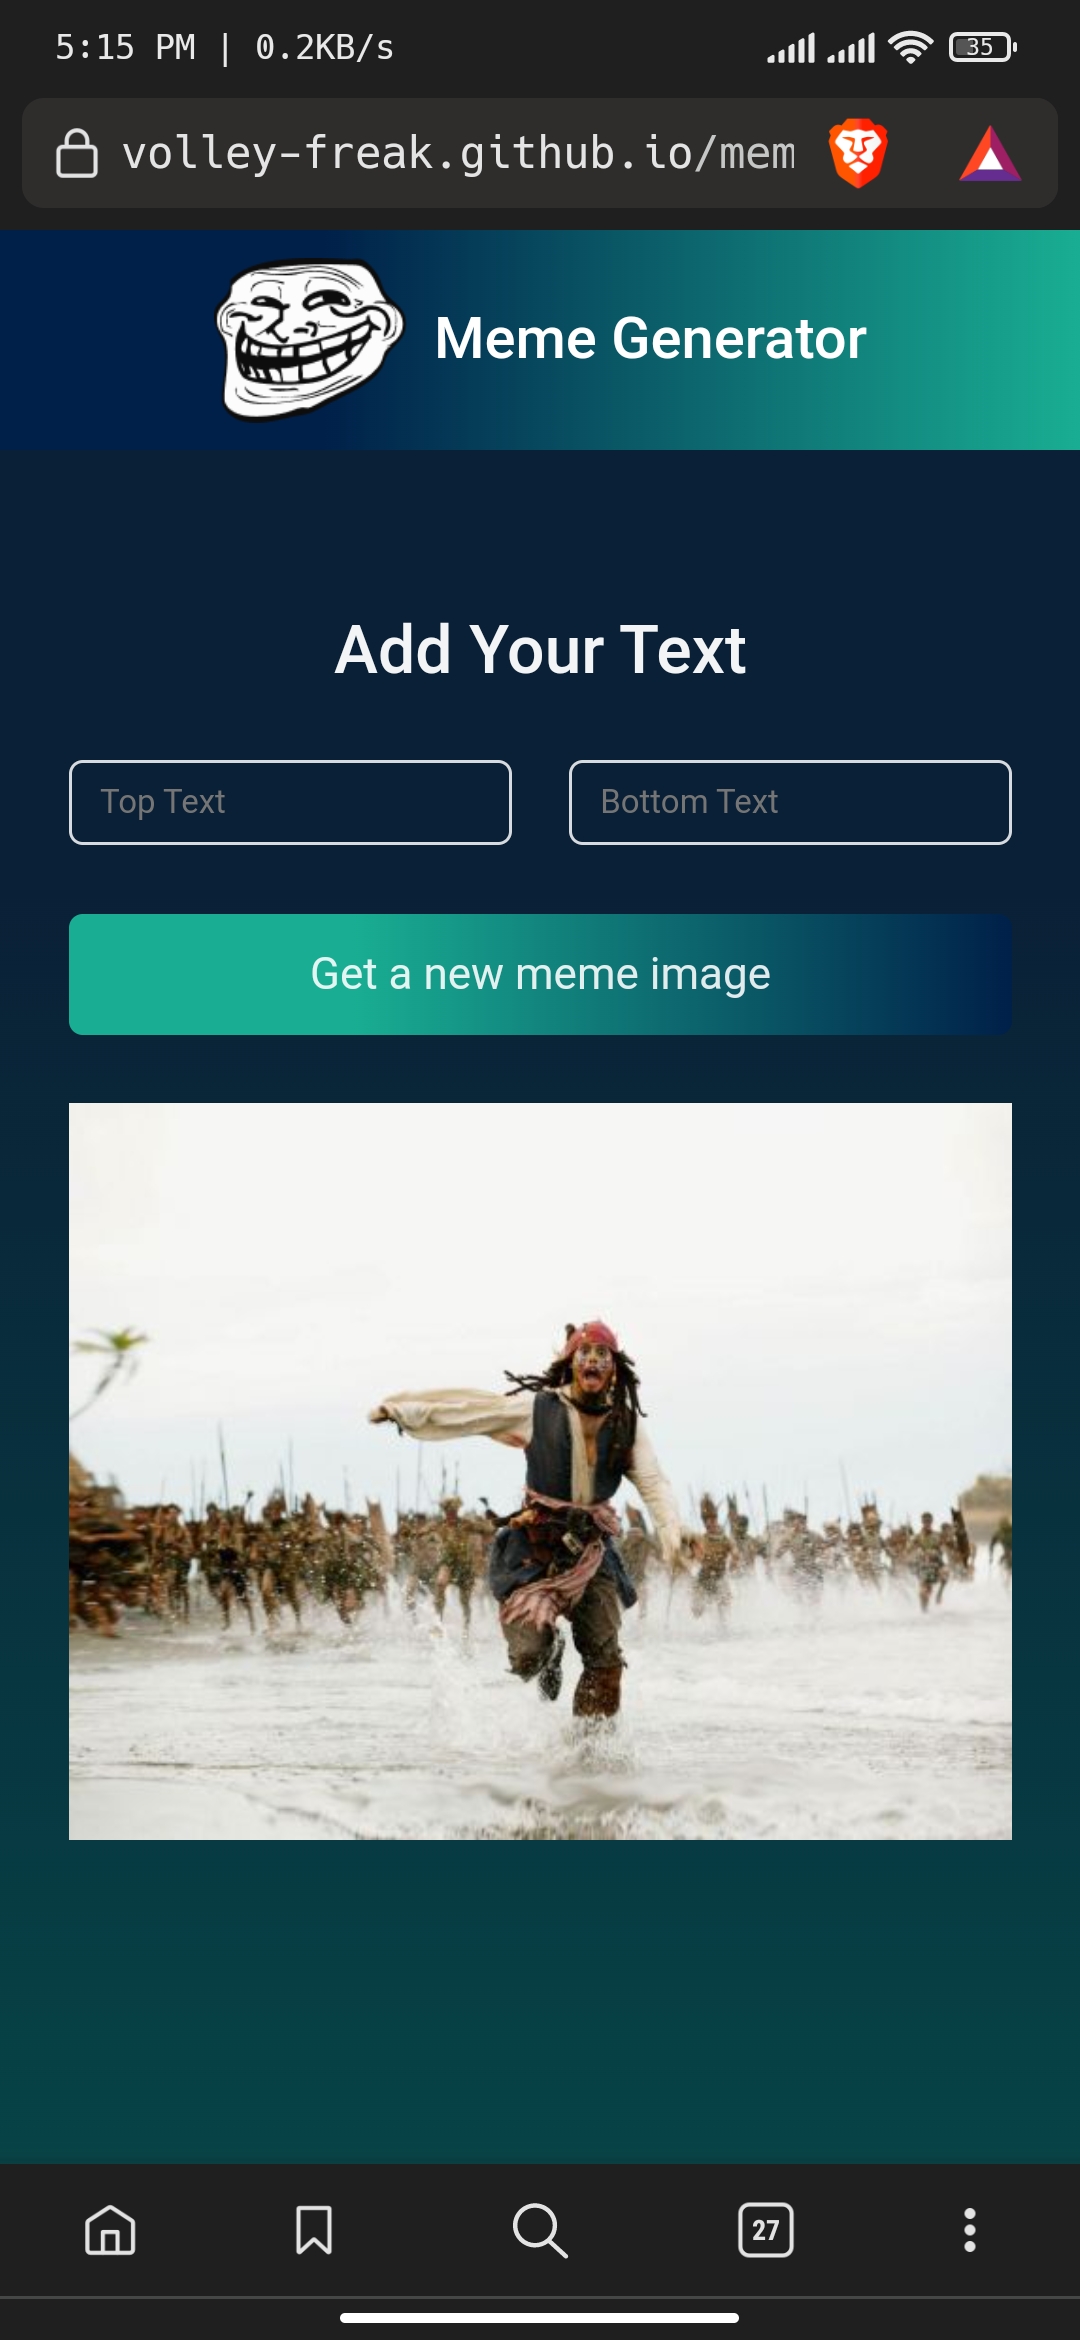 5:15 PM | 0.2KB/s
35
volley-freak.github.io/mem
Meme Generator
Add Your Text
Top Text
Bottom Text
Get a new meme image
27